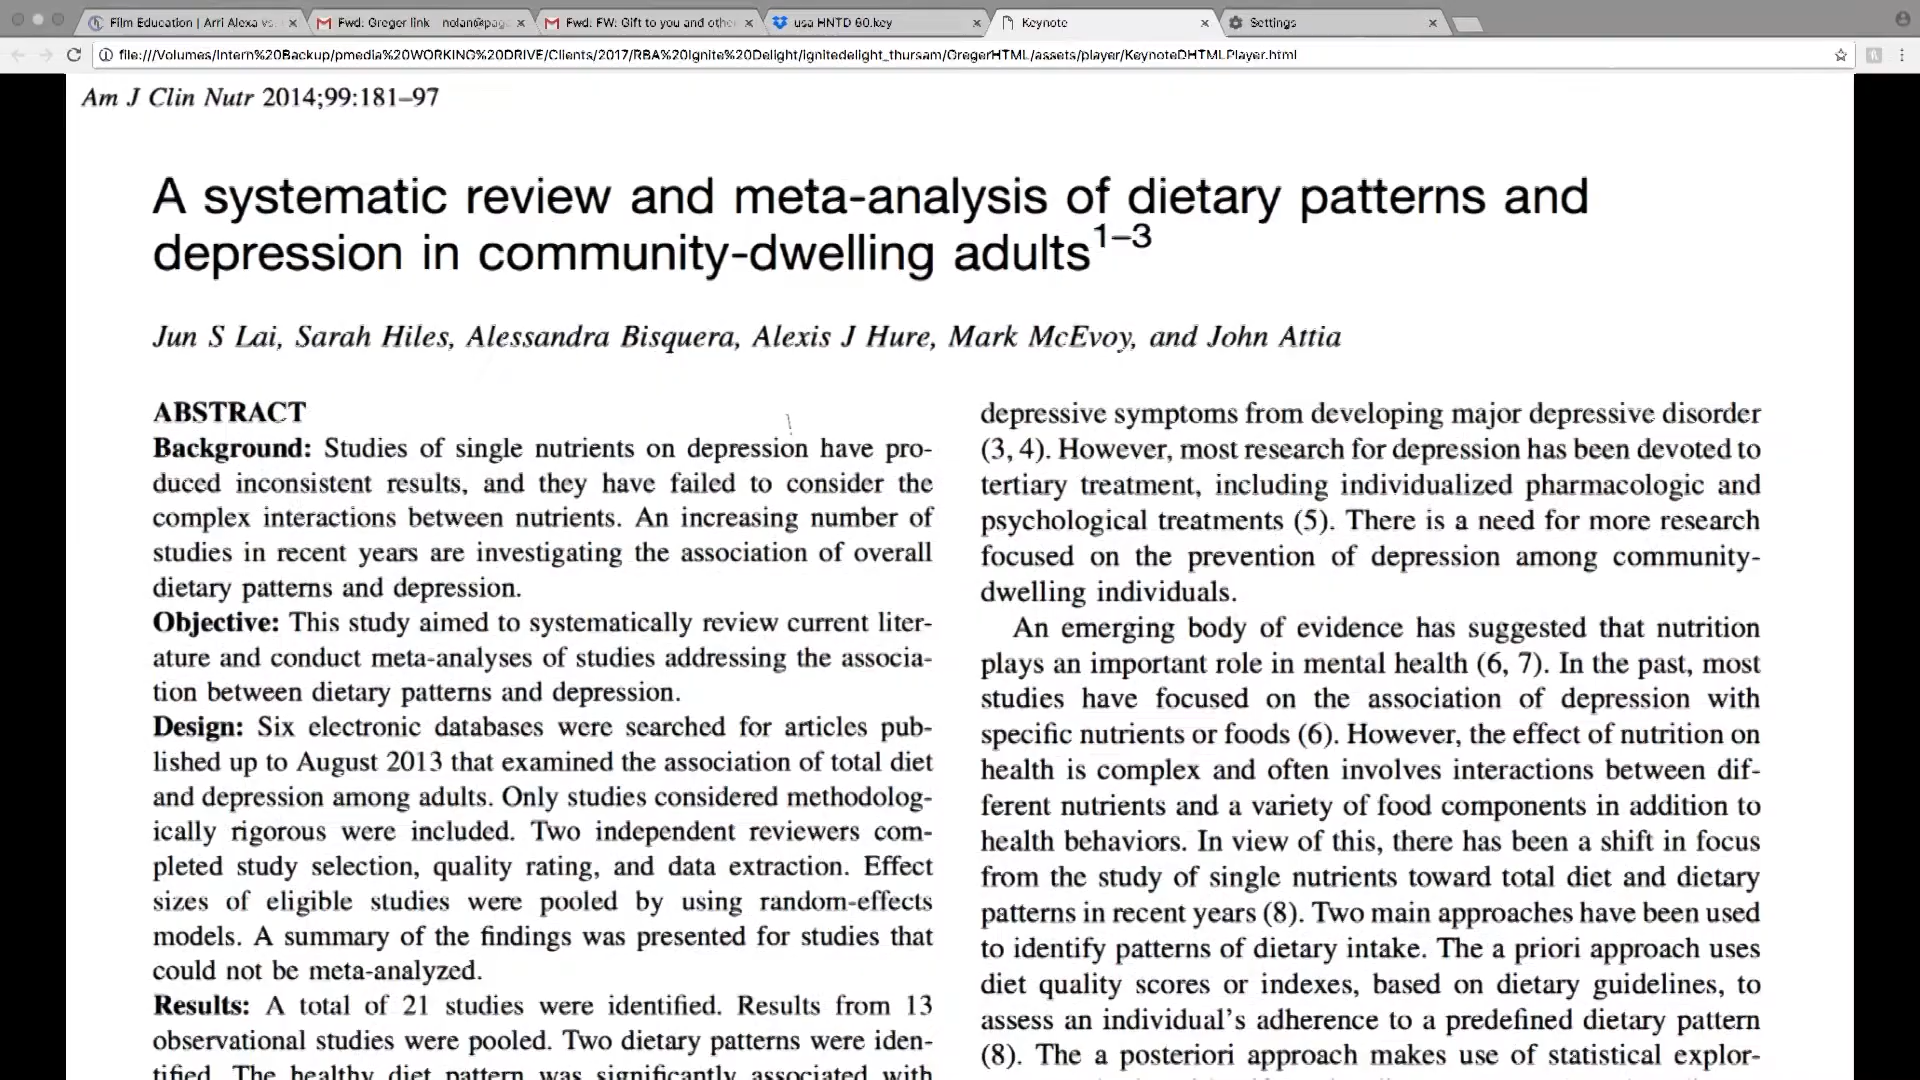 Film Education | Arri Alexa vs.
Fwd: Greger link - nolan@pag
Fwd: FW: Gift to you and othe
usa HNTD 60.key
Keynote
Settings
file:///Volumes/Intern%20Backup/pmedia%20WORKING%20DRIVE/Clients/2017/RBA%20Ignite%20Delight/ignitedelight_thursam/GregerHTML/assets/player/KeynoteDHTMLPlayer.html
Am J Clin Nutr 2014;99:181–97
A systematic review and meta-analysis of dietary patterns and
depression in community-dwelling adults1–3
Jun S Lai, Sarah Hiles, Alessandra Bisquera, Alexis J Hure, Mark McEvoy, and John Attia
ABSTRACT
Background: Studies of single nutrients on depression have pro-
duced inconsistent results, and they have failed to consider the
complex interactions between nutrients. An increasing number of
studies in recent years are investigating the association of overall
dietary patterns and depression.
Objective: This study aimed to systematically review current liter-
ature and conduct meta-analyses of studies addressing the associa-
tion between dietary patterns and depression.
Design: Six electronic databases were searched for articles pub-
lished up to August 2013 that examined the association of total diet
and depression among adults. Only studies considered methodolog-
ically rigorous were included. Two independent reviewers com-
pleted study selection, quality rating, and data extraction. Effect
sizes of eligible studies were pooled by using random-effects
models. A summary of the findings was presented for studies that
could not be meta-analyzed.
Results: A total of 21 studies were identified. Results from 13
observational studies were pooled. Two dietary patterns were iden-
tified. The healthy diet pattern was significantly associated with
depressive symptoms from developing major depressive disorder
(3, 4). However, most research for depression has been devoted to
tertiary treatment, including individualized pharmacologic and
psychological treatments (5). There is a need for more research
focused on the prevention of depression among community-
dwelling individuals.
An emerging body of evidence has suggested that nutrition
plays an important role in mental health (6, 7). In the past, most
studies have focused on the association of depression with
specific nutrients or foods (6). However, the effect of nutrition on
health is complex and often involves interactions between dif-
ferent nutrients and a variety of food components in addition to
health behaviors. In view of this, there has been a shift in focus
from the study of single nutrients toward total diet and dietary
patterns in recent years (8). Two main approaches have been used
to identify patterns of dietary intake. The a priori approach uses
diet quality scores or indexes, based on dietary guidelines, to
assess an individual's adherence to a predefined dietary pattern
(8). The a posteriori approach makes use of statistical explor-